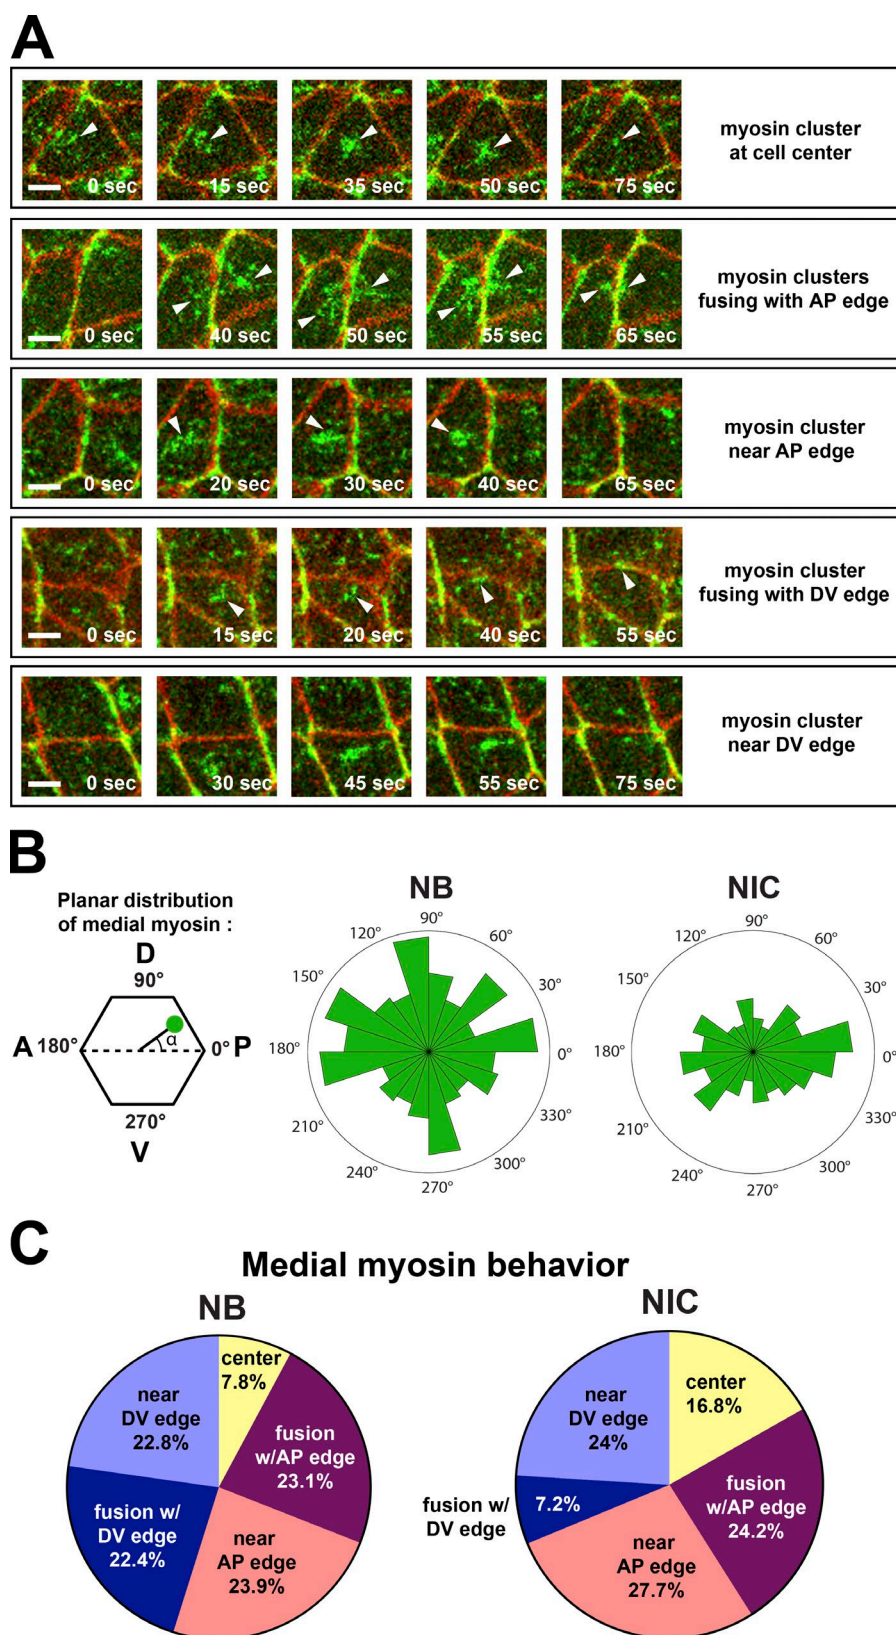 A
0 sec 15 sec 35 sec 50 sec 75 sec
myosin cluster
at cell center
0 sec 40 sec 50 sec 55 sec 65 sec
myosin clusters
fusing with AP edge
0 sec 20 sec 30 sec 40 sec 65 sec
myosin cluster
near AP edge
0 sec 15 sec 20 sec 40 sec 55 sec
myosin cluster
fusing with DV edge
0 sec 30 sec 45 sec 55 sec 75 sec
myosin cluster
near DV edge
B
Planar distribution
of medial myosin :
D
90°
A 180° α 0° P
270°
V
NB
90°
120° 60°
150° 30°
180° 0°
210° 330°
240° 300°
270°
NIC
90°
120° 60°
150° 30°
180° 0°
210° 330°
240° 300°
270°
C
Medial myosin behavior
NB
center
7.8%
near
DV edge
22.8%
fusion
w/AP edge
23.1%
fusion w/
DV edge
22.4%
near
AP edge
23.9%
NIC
center
16.8%
near
DV edge
24%
fusion w/
DV edge
7.2%
fusion
w/AP edge
24.2%
near
AP edge
27.7%